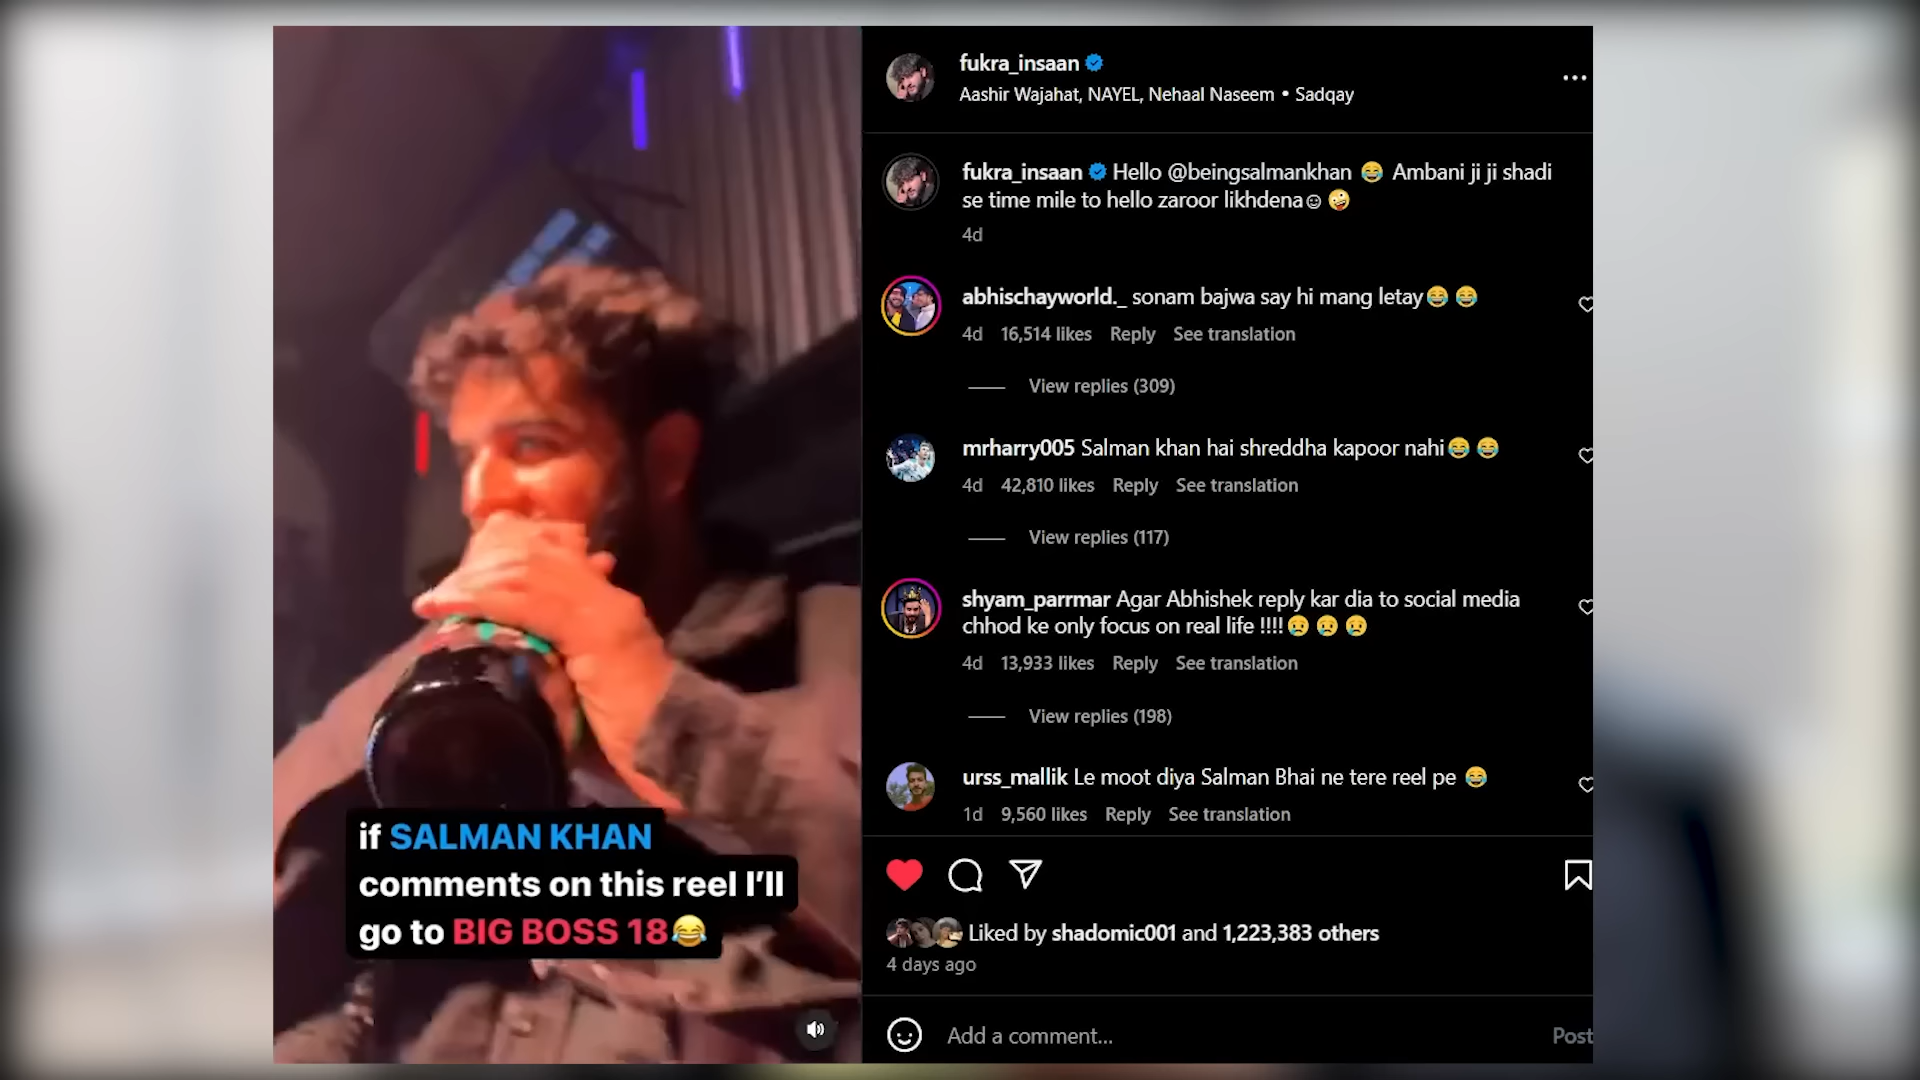 fukra_insaan
Aashir Wajahat, NAYEL, Nehaal Naseem • Sadqay
fukra_insaan Hello @beingsalmankhan 😂 Ambani ji ji shadi
se time mile to hello zaroor likhdena☺🤪
4d
abhischayworld._ sonam bajwa say hi mang letay😂😂
4d 16,514 likes Reply See translation
View replies (309)
mrharry005 Salman khan hai shreddha kapoor nahi😂😂
4d 42,810 likes Reply See translation
View replies (117)
shyam_parrmar Agar Abhishek reply kar dia to social media
chhod ke only focus on real life !!!!😢😢😢
4d 13,933 likes Reply See translation
View replies (198)
urss_mallik Le moot diya Salman Bhai ne tere reel pe 😂
1d 9,560 likes Reply See translation
if SALMAN KHAN
comments on this reel I'll
go to BIG BOSS 18😂
Liked by shadomic001 and 1,223,383 others
4 days ago
Add a comment... Post